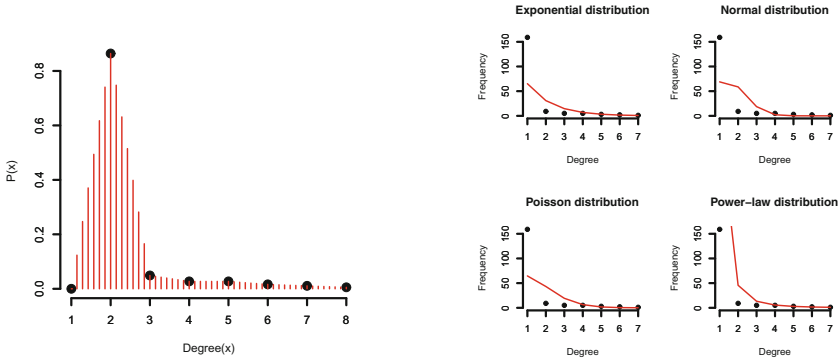 P(x)
0.8
0.6
0.4
0.2
0.0
1 2 3 4 5 6 7 8
Degree(x)
Exponential distribution
Frequency
150
100
50
0
1 2 3 4 5 6 7
Degree
Normal distribution
Frequency
150
100
50
0
1 2 3 4 5 6 7
Degree
Poisson distribution
Frequency
150
100
50
0
1 2 3 4 5 6 7
Degree
Power−law distribution
Frequency
150
100
50
0
1 2 3 4 5 6 7
Degree